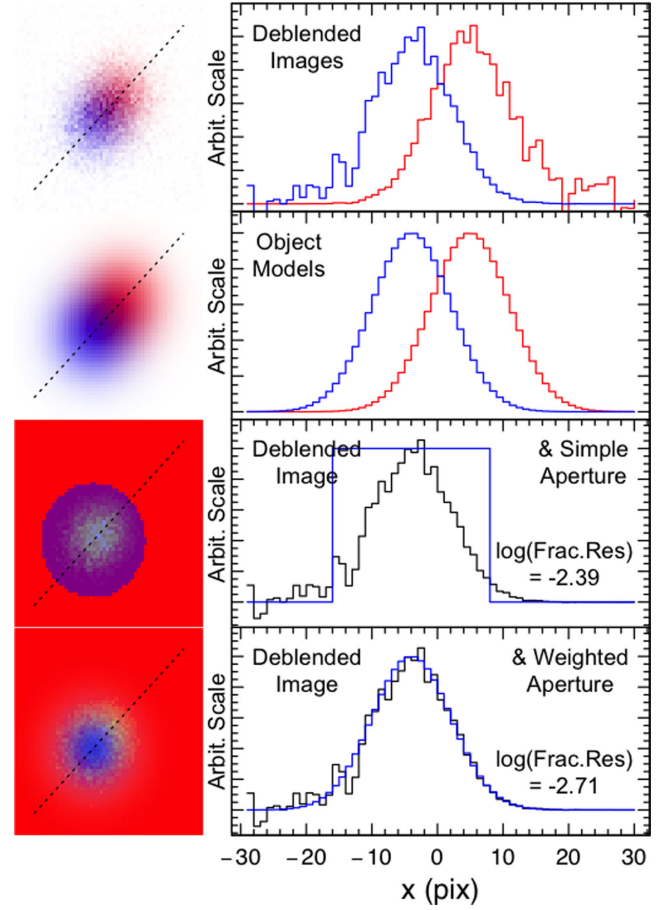 Deblended
Images
Arbit. Scale
Object
Models
Arbit. Scale
Deblended
Image
& Simple
Aperture
log(Frac.Res)
= -2.39
Arbit. Scale
Deblended
Image
& Weighted
Aperture
log(Frac.Res)
= -2.71
Arbit. Scale
−30 −20 −10 0 10 20 30
x (pix)